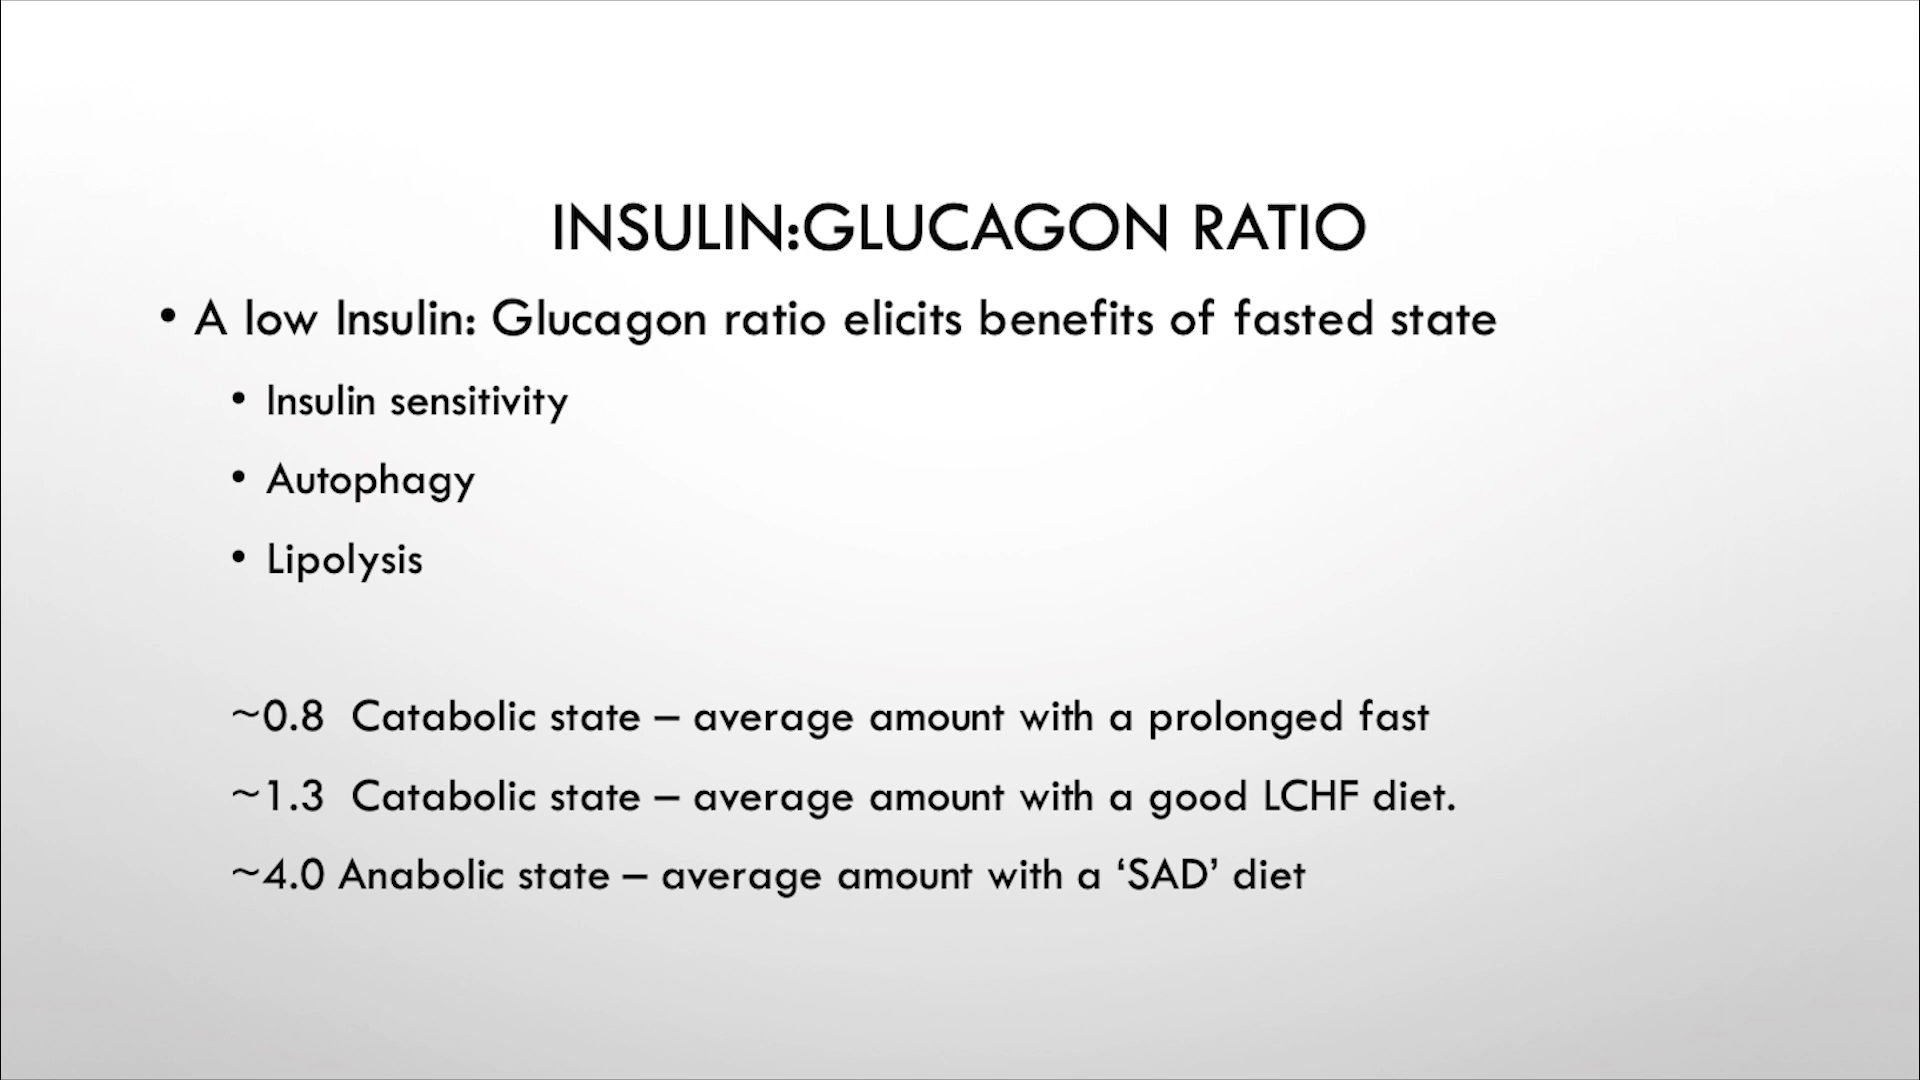 INSULIN:GLUCAGON RATIO
• A low Insulin: Glucagon ratio elicits benefits of fasted state
• Insulin sensitivity
• Autophagy
• Lipolysis
~0.8 Catabolic state – average amount with a prolonged fast
~1.3 Catabolic state – average amount with a good LCHF diet.
~4.0 Anabolic state – average amount with a ‘SAD’ diet